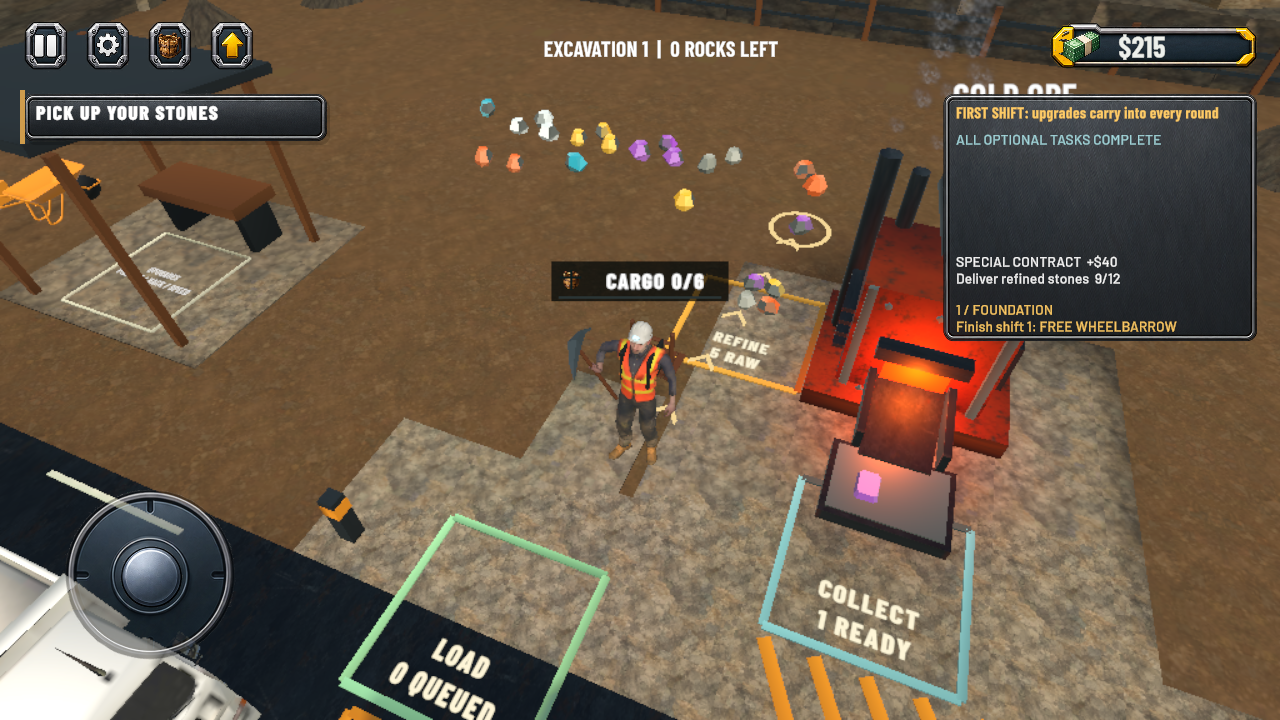 EXCAVATION 1 | 0 ROCKS LEFT
$215
PICK UP YOUR STONES
FIRST SHIFT: upgrades carry into every round
ALL OPTIONAL TASKS COMPLETE
SPECIAL CONTRACT +$40
Deliver refined stones 9/12
1 / FOUNDATION
Finish shift 1: FREE WHEELBARROW
CARGO 0/6
REFINE
5 RAW
COLLECT
1 READY
LOAD
0 QUEUED